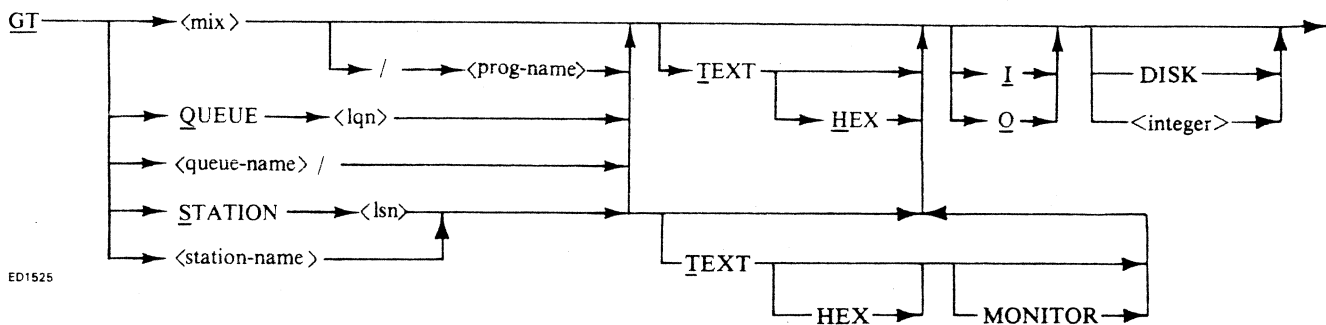 GT <mix>
/ <prog-name> TEXT I DISK
HEX O <integer>
QUEUE <lqn>
<queue-name> /
STATION <lsn>
<station-name> TEXT
ED1525
HEX MONITOR